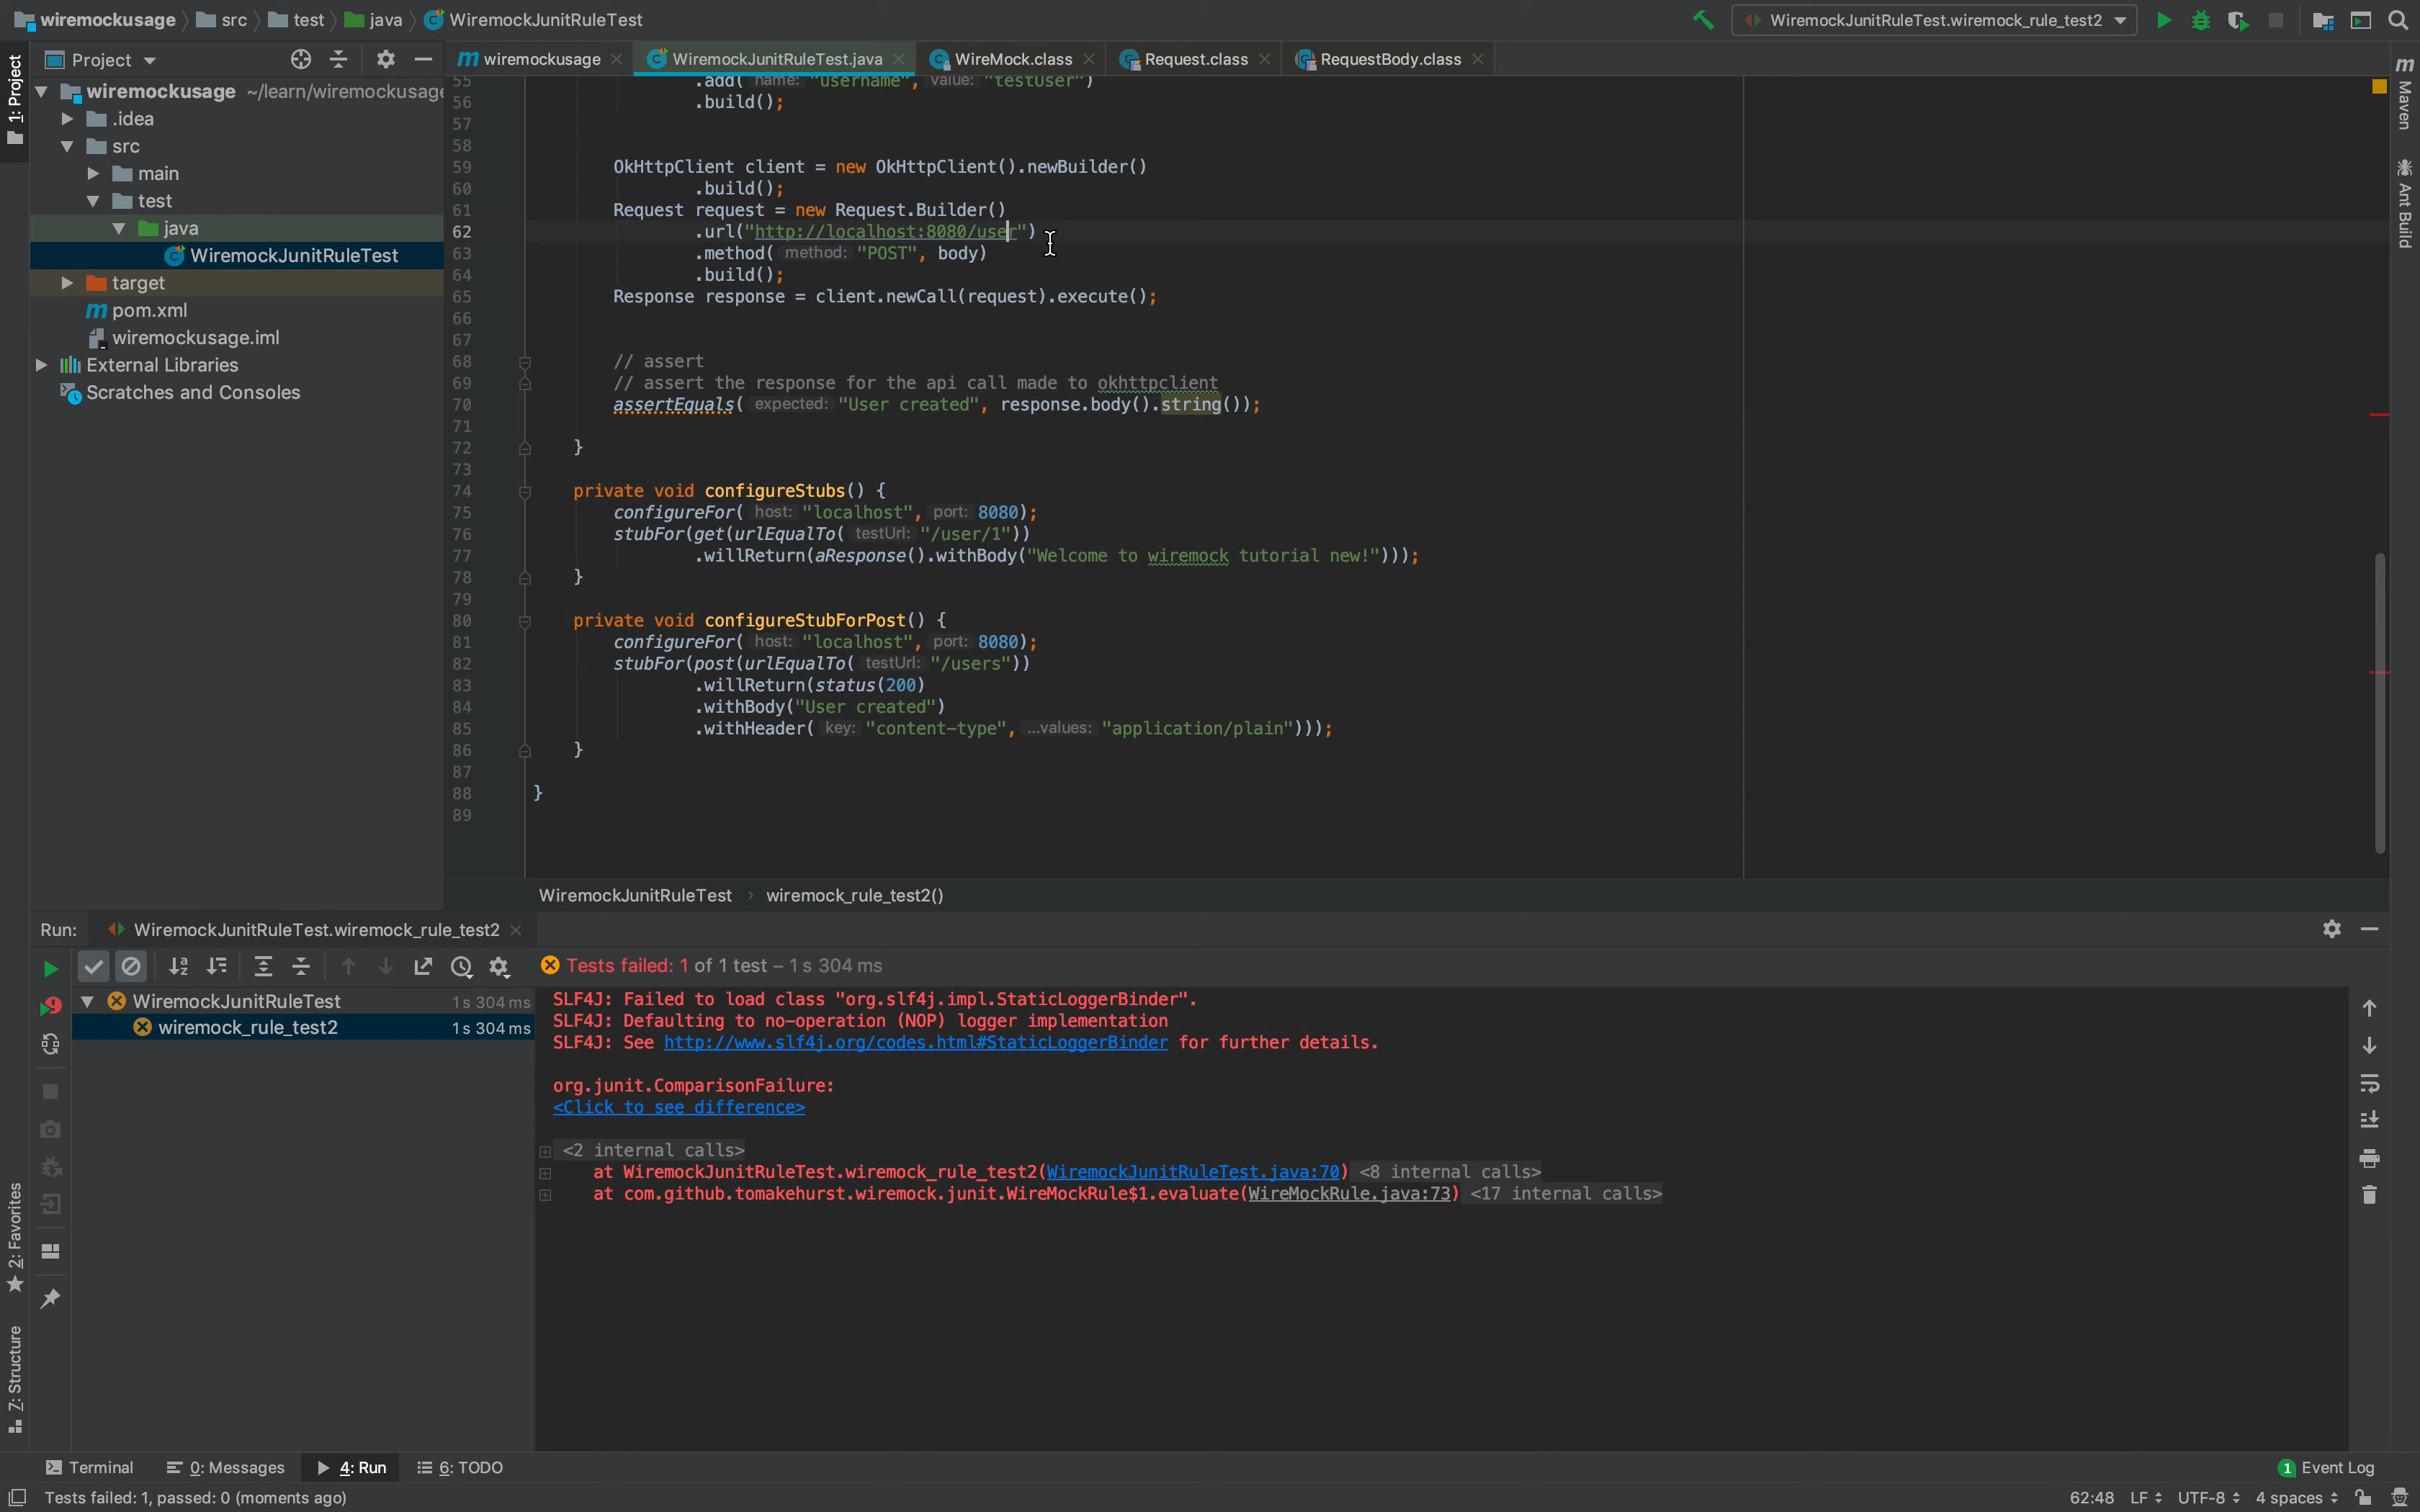 wiremockusage src test java WiremockJunitRuleTest
WiremockJunitRuleTest.wiremock_rule_test2
1: Project
Project
wiremockusage
WiremockJunitRuleTest.java
WireMock.class
Request.class
RequestBody.class
m Maven
Ant Build
wiremockusage ~/learn/wiremockusage
.idea
src
main
test
java
WiremockJunitRuleTest
target
pom.xml
wiremockusage.iml
External Libraries
Scratches and Consoles
55 .add( name: "username", value: "testUser")
56 .build();
57
58
59 OkHttpClient client = new OkHttpClient().newBuilder()
60 .build();
61 Request request = new Request.Builder()
62 .url("http://localhost:8080/user")
63 .method( method: "POST", body)
64 .build();
65 Response response = client.newCall(request).execute();
66
67
68 // assert
69 // assert the response for the api call made to okhttpclient
70 assertEquals( expected: "User created", response.body().string());
71
72 }
73
74 private void configureStubs() {
75 configureFor( host: "localhost", port: 8080);
76 stubFor(get(urlEqualTo( testUrl: "/user/1"))
77 .willReturn(aResponse().withBody("Welcome to wiremock tutorial new!")));
78 }
79
80 private void configureStubForPost() {
81 configureFor( host: "localhost", port: 8080);
82 stubFor(post(urlEqualTo( testUrl: "/users"))
83 .willReturn(status(200)
84 .withBody("User created")
85 .withHeader( key: "content-type", ...values: "application/plain")));
86 }
87
88 }
89
WiremockJunitRuleTest › wiremock_rule_test2()
Run: WiremockJunitRuleTest.wiremock_rule_test2
Tests failed: 1 of 1 test – 1 s 304 ms
WiremockJunitRuleTest 1 s 304 ms
wiremock_rule_test2 1 s 304 ms
SLF4J: Failed to load class "org.slf4j.impl.StaticLoggerBinder".
SLF4J: Defaulting to no-operation (NOP) logger implementation
SLF4J: See http://www.slf4j.org/codes.html#StaticLoggerBinder for further details.
org.junit.ComparisonFailure:
<Click to see difference>
<2 internal calls>
at WiremockJunitRuleTest.wiremock_rule_test2(WiremockJunitRuleTest.java:70) <8 internal calls>
at com.github.tomakehurst.wiremock.junit.WireMockRule$1.evaluate(WireMockRule.java:73) <17 internal calls>
2: Favorites
7: Structure
Terminal 0: Messages 4: Run 6: TODO
1 Event Log
Tests failed: 1, passed: 0 (moments ago)
62:48 LF UTF-8 4 spaces